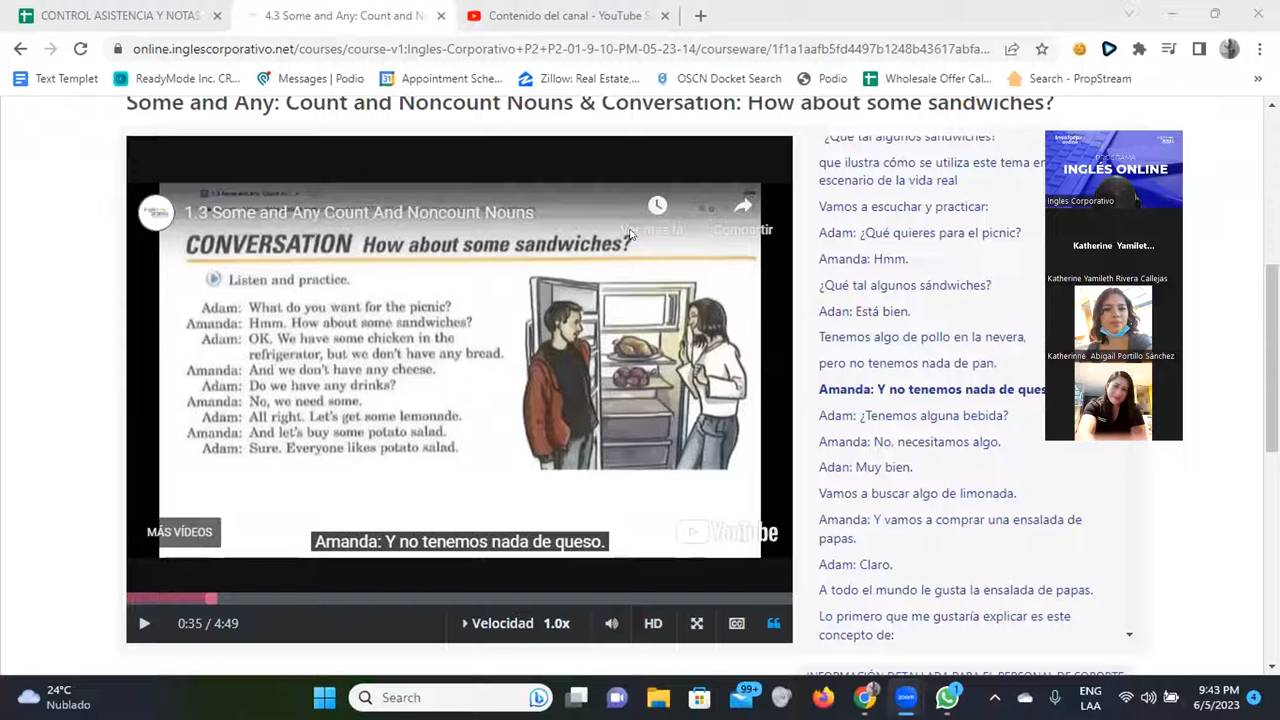 CONTROL ASISTENCIA Y NOTAS
4.3 Some and Any: Count and N
Contenido del canal - YouTube S
online.inglescorporativo.net/courses/course-v1:Ingles-Corporativo+P2+P2-01-9-10-PM-05-23-14/courseware/1f1a1aafb5fd4497b1248b43617abfa...
Text Templet
ReadyMode Inc. CR...
Messages | Podio
Appointment Sche...
Zillow: Real Estate,...
OSCN Docket Search
Podio
Wholesale Offer Cal...
Search - PropStream
»
Some and Any: Count and Noncount Nouns & Conversation: How about some sandwiches?
1.3 Some and Any Count And Noncount Nouns
Compartir
CONVERSATION How about some sandwiches?
Listen and practice.
Adam: What do you want for the picnic?
Amanda: Hmm. How about some sandwiches?
Adam: OK. We have some chicken in the
refrigerator, but we don't have any bread.
Amanda: And we don't have any cheese.
Adam: Do we have any drinks?
Amanda: No, we need some.
Adam: All right. Let's get some lemonade.
Amanda: And let's buy some potato salad.
Adam: Sure. Everyone likes potato salad.
MÁS VÍDEOS
YouTube
Amanda: Y no tenemos nada de queso.
0:35 / 4:49
Velocidad 1.0x
HD
¿Qué tal algunos sándwiches?
que ilustra cómo se utiliza este tema en
escenario de la vida real
Vamos a escuchar y practicar:
Adam: ¿Qué quieres para el picnic?
Amanda: Hmm.
¿Qué tal algunos sándwiches?
Adan: Está bien.
Tenemos algo de pollo en la nevera,
pero no tenemos nada de pan.
Amanda: Y no tenemos nada de ques
Adam: ¿Tenemos alguna bebida?
Amanda: No, necesitamos algo.
Adan: Muy bien.
Vamos a buscar algo de limonada.
Amanda: Y vamos a comprar una ensalada de
papas.
Adam: Claro.
A todo el mundo le gusta la ensalada de papas.
Lo primero que me gustaría explicar es este
concepto de:
INFORMACIÓN DETALLADA PARA EL PERSONAL DE SOPORTE
PROGRAMA
INGLÉS ONLINE
Ingles Corporativo
Katherine Yamilet...
Katherine Yamileth Rivera Callejas
Katherinne Abigail Portillo Sánchez
24°C
Nublado
Search
99+
1
ENG
LAA
9:43 PM
6/5/2023
4